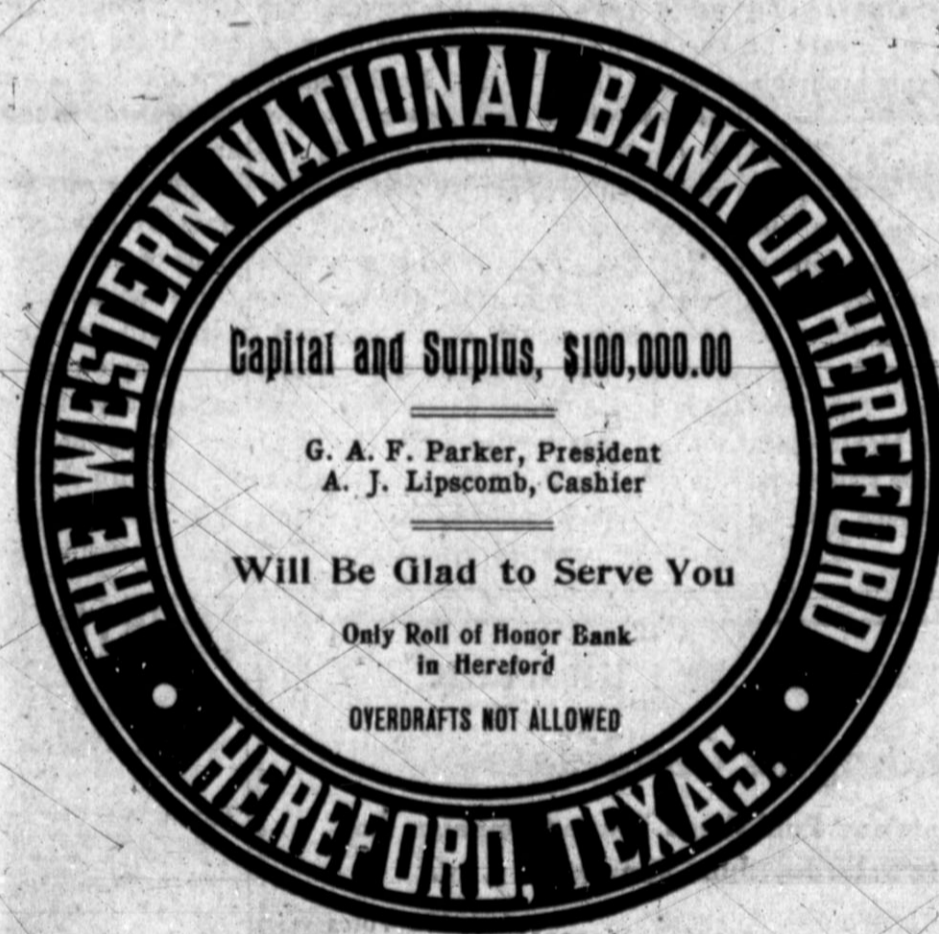 THE WESTERN NATIONAL BANK OF HEREFORD
Capital and Surplus, $100,000.00
G. A. F. Parker, President
A. J. Lipscomb, Cashier
Will Be Glad to Serve You
Only Roll of Honor Bank
in Hereford
OVERDRAFTS NOT ALLOWED
HEREFORD, TEXAS.